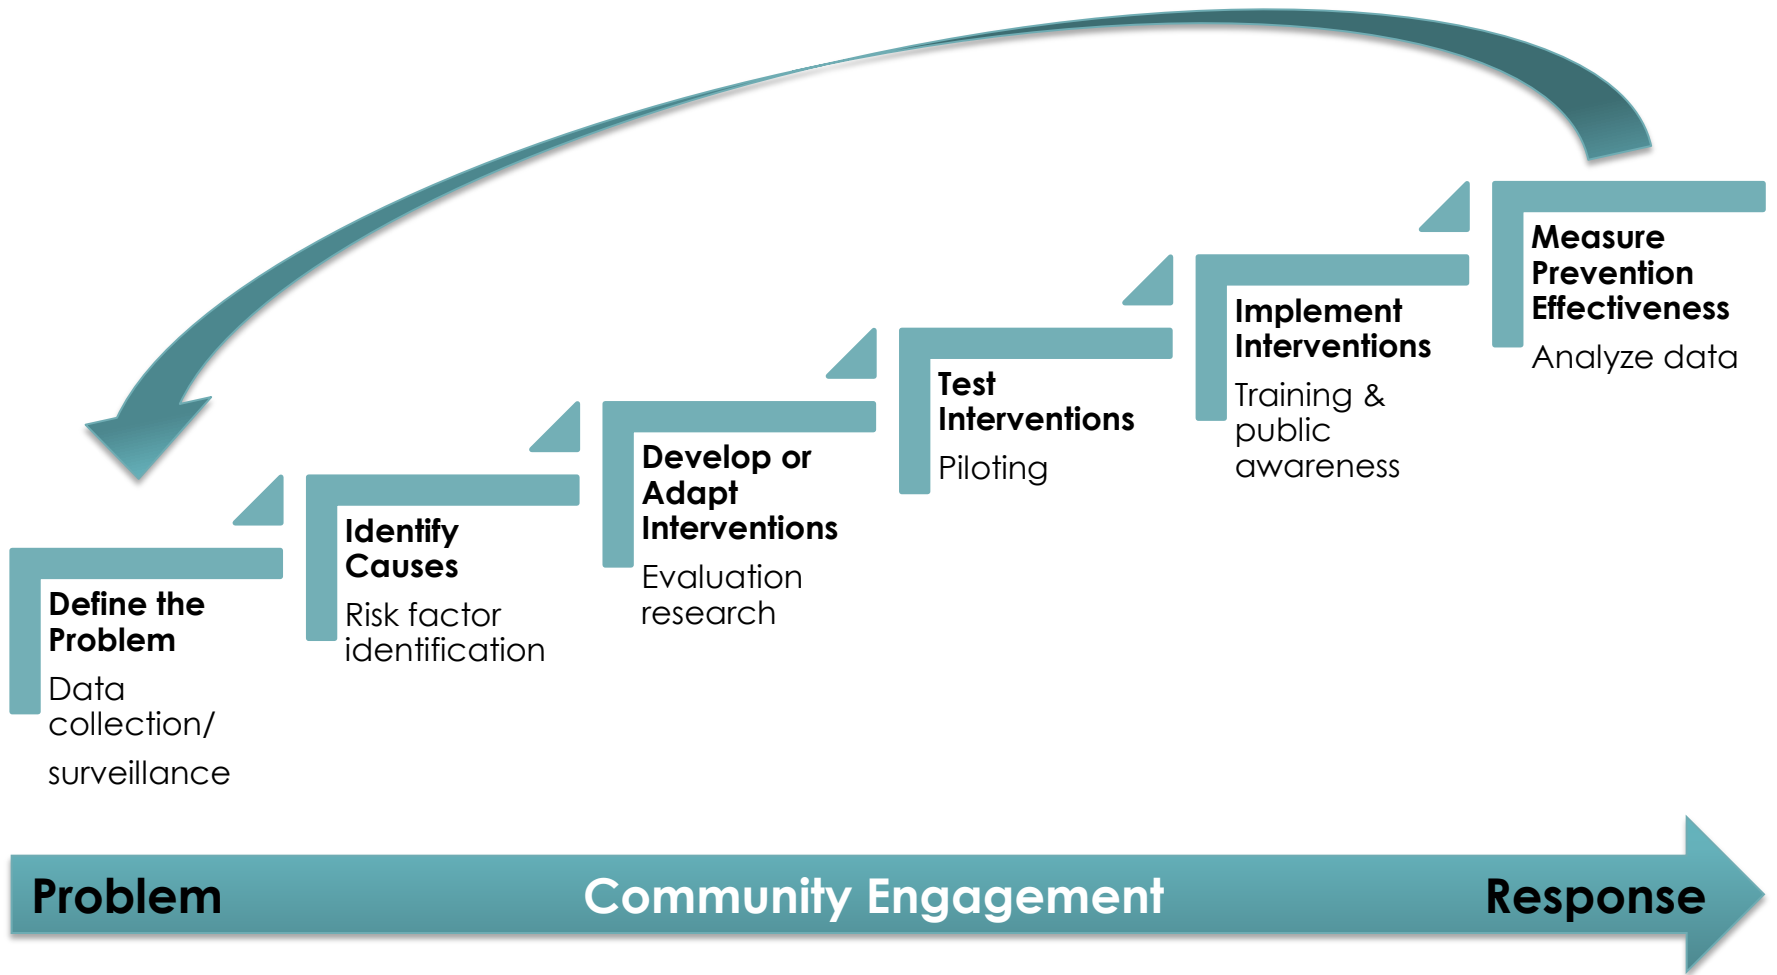 Define the
Problem
Data
collection/
surveillance
Identify
Causes
Risk factor
identification
Develop or
Adapt
Interventions
Evaluation
research
Test
Interventions
Piloting
Implement
Interventions
Training &
public
awareness
Measure
Prevention
Effectiveness
Analyze data
Problem
Community Engagement
Response